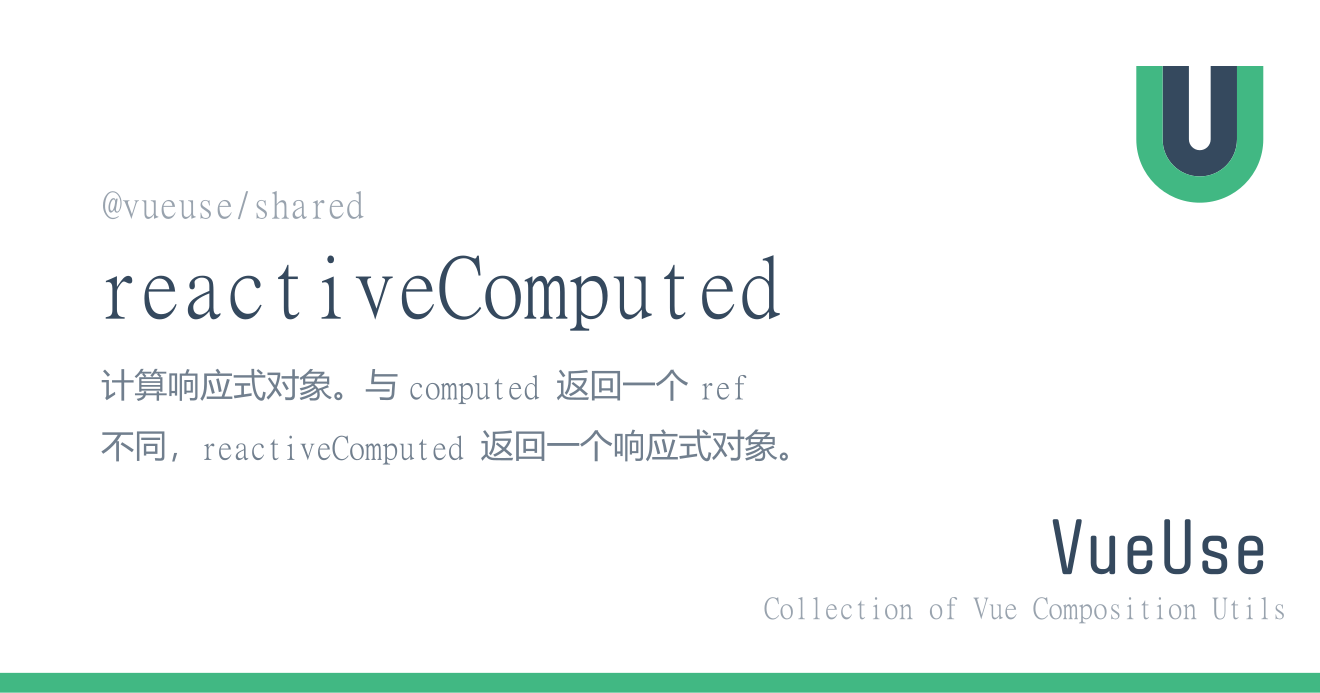 @vueuse/shared
reactiveComputed
计算响应式对象。与 computed 返回一个 ref
不同，reactiveComputed 返回一个响应式对象。
VueUse
Collection of Vue Composition Utils